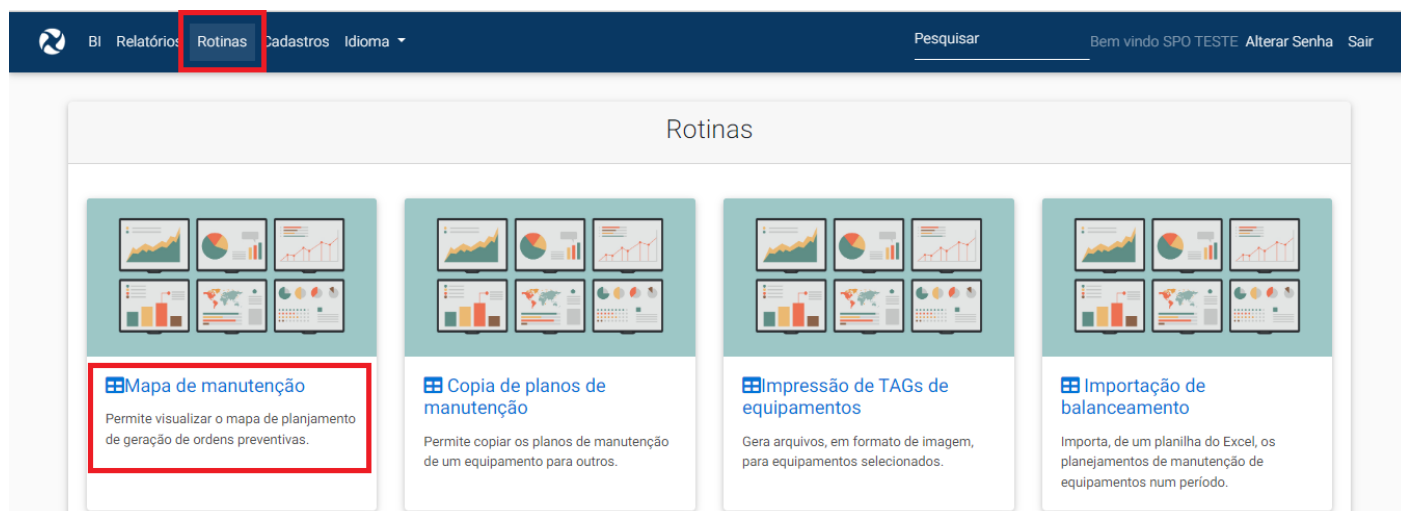 BI Relatórios Rotinas Cadastros Idioma Pesquisar Bem vindo SPO TESTE Alterar Senha Sair
Rotinas
Mapa de manutenção
Permite visualizar o mapa de planjamento
de geração de ordens preventivas.
Copia de planos de
manutenção
Permite copiar os planos de manutenção
de um equipamento para outros.
Impressão de TAGs de
equipamentos
Gera arquivos, em formato de imagem,
para equipamentos selecionados.
Importação de
balanceamento
Importa, de um planilha do Excel, os
planejamentos de manutenção de
equipamentos num período.